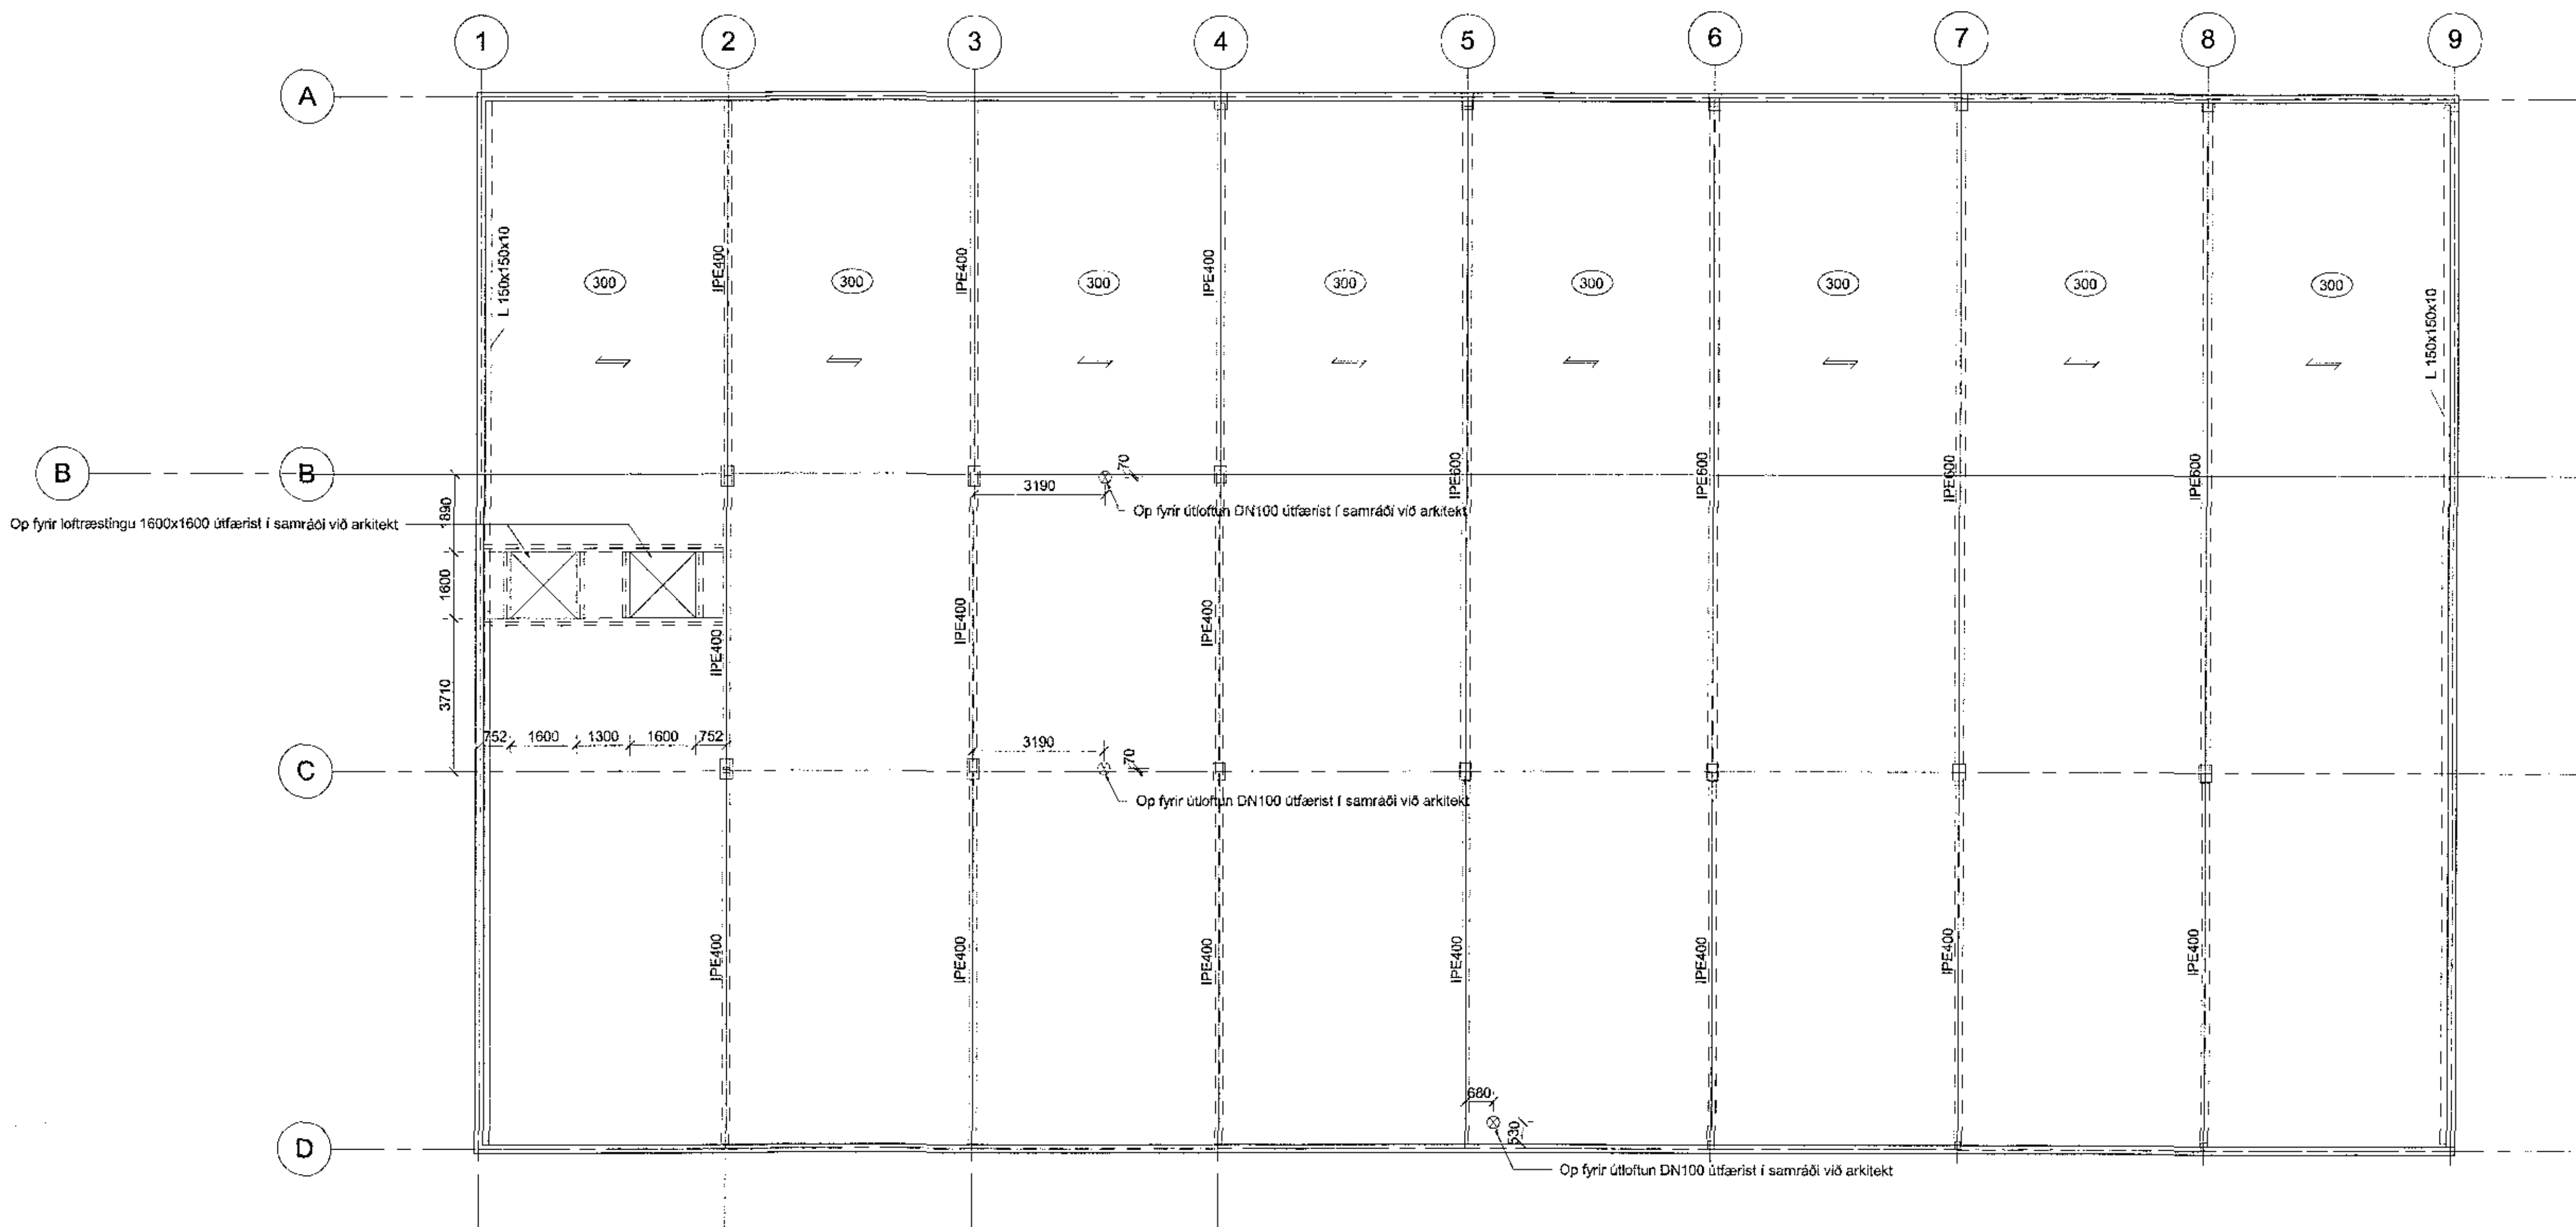 1 2 3 4 5 6 7 8 9
A
IPE400 IPE400 IPE400
L 150x150x10
300 300 300 300 300 300 300 300
L 150x150x10
B B
IPE600 IPE600 IPE600 IPE600
70
3190
1890
Op fyrir útloftun DN100 útfærist í samráði við arkitekt
Op fyrir loftræstingu 1600x1600 útfærist í samráði við arkitekt
1600
IPE400 IPE400 IPE400
3710
752 1600 1300 1600 752
3190
70
C
Op fyrir útloftun DN100 útfærist í samráði við arkitekt
IPE400 IPE400 IPE400 IPE400 IPE400 IPE400 IPE400
680
530
D
Op fyrir útloftun DN100 útfærist í samráði við arkitekt